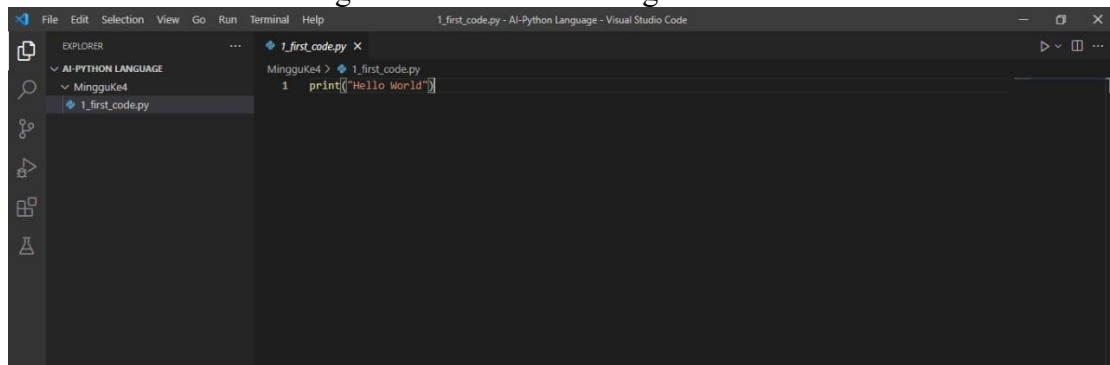 File Edit Selection View Go Run Terminal Help
1_first_code.py - AI-Python Language - Visual Studio Code
EXPLORER
1_first_code.py
AI-PYTHON LANGUAGE
MingguKe4 > 1_first_code.py
MingguKe4
1 print("Hello World")
1_first_code.py